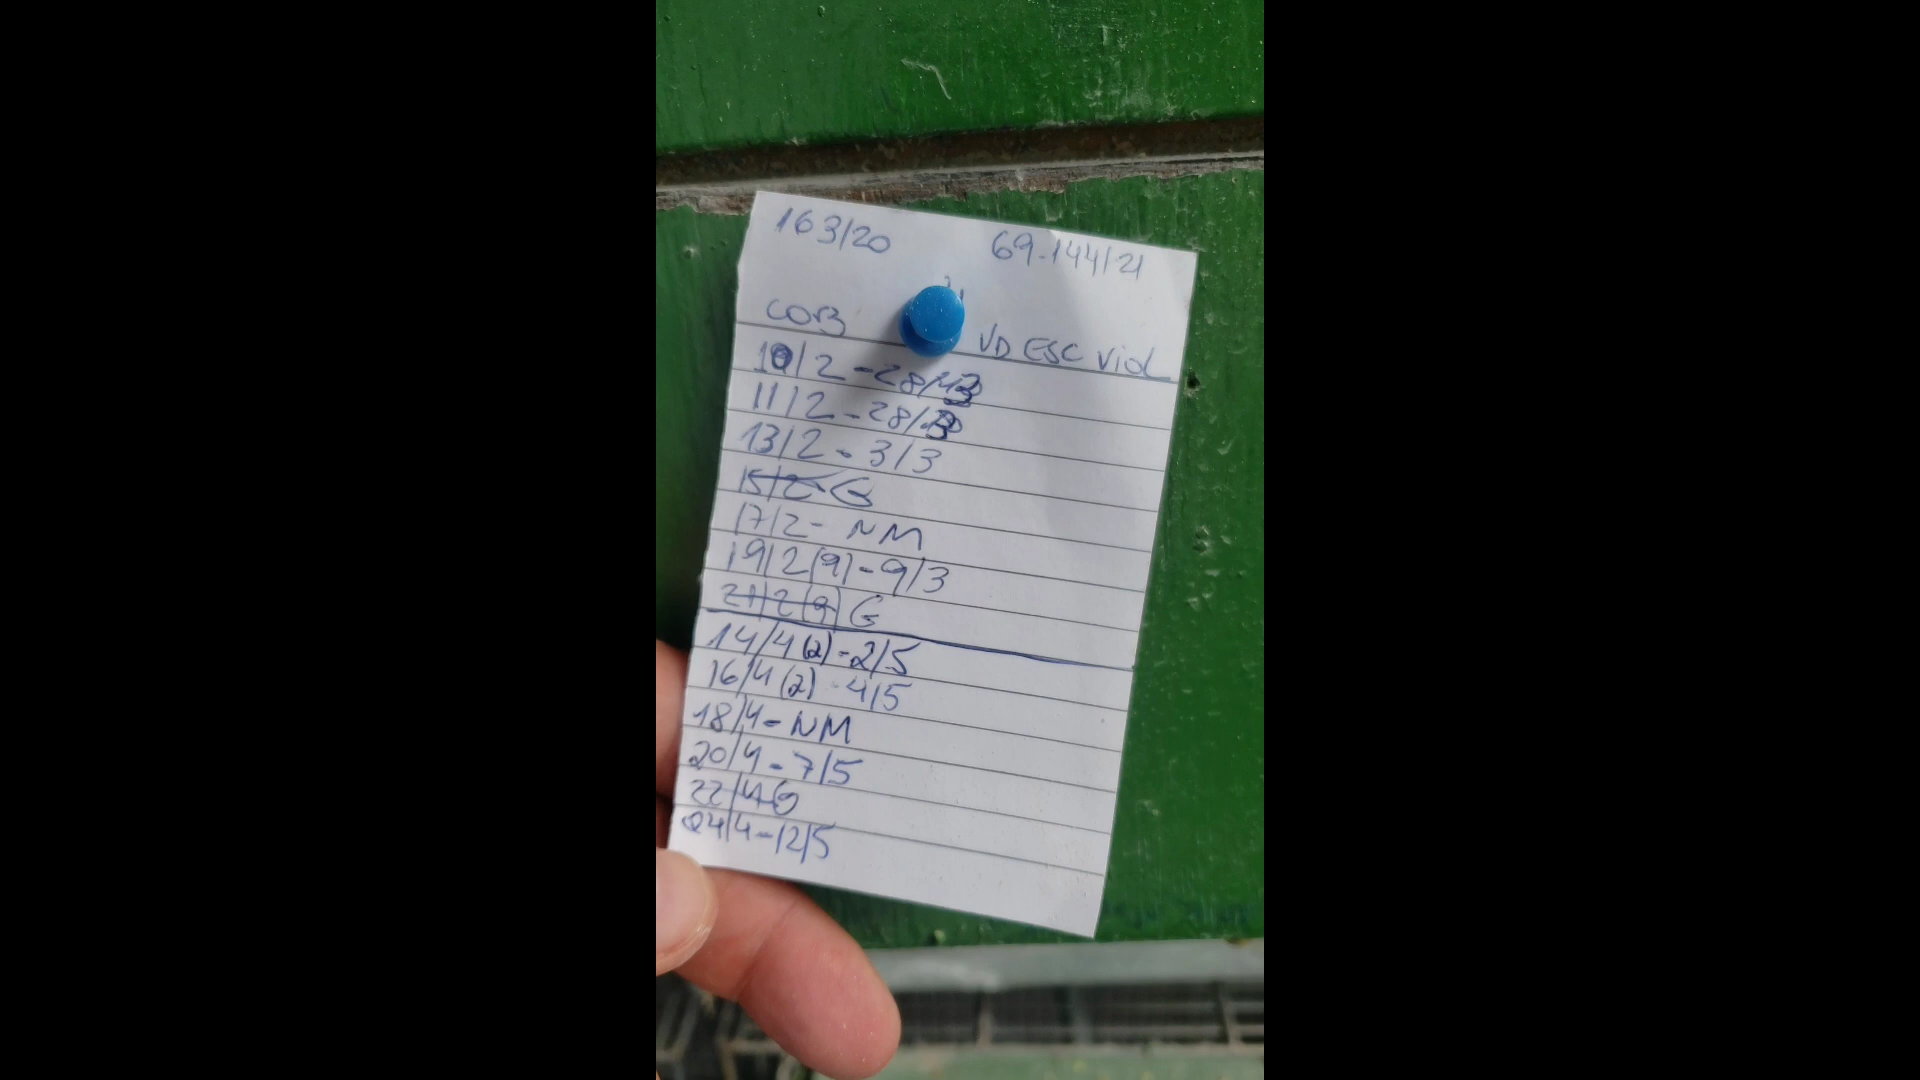 163/20 69-144/21
COB VD ESC Viol
10/2 - 28/
11/2 - 28/
13/2 - 3/3
15/2 - G
17/2 - NM
19/2 (9) - 9/3
21/2 (9) G
14/4 (2) - 2/5
16/4 (2) - 4/5
18/4 - NM
20/4 - 7/5
22/4 G
24/4 - 12/5